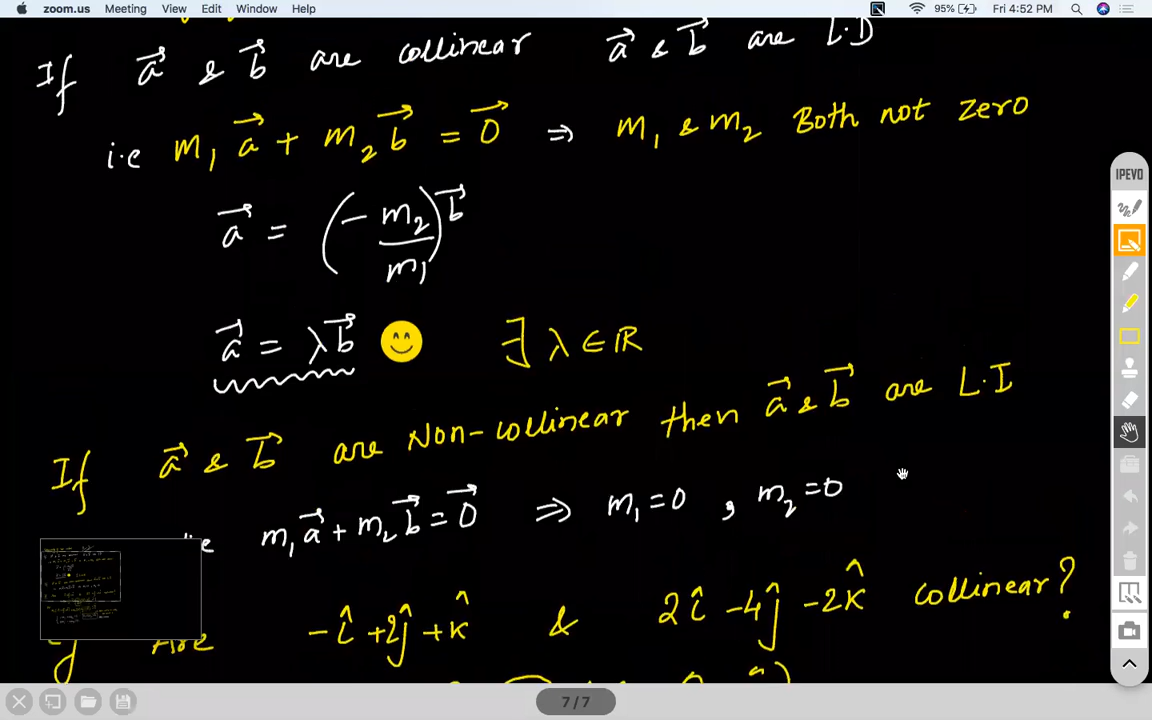 zoom.us Meeting View Edit Window Help 95% Fri 4:52 PM
If a⃗ & b⃗ are collinear a⃗ & b⃗ are L.D
i.e m₁a⃗ + m₂b⃗ = 0⃗ ⇒ m₁ & m₂ Both not zero
a⃗ = (-m₂/m₁)b⃗
IPEVO
a⃗ = λb⃗ ∃ λ ∈ ℝ
If a⃗ & b⃗ are Non-collinear then a⃗ & b⃗ are L.I
m₁a⃗ + m₂b⃗ = 0⃗ ⇒ m₁ = 0 , m₂ = 0
Are -î + 2ĵ + k̂ & 2î - 4ĵ - 2k̂ collinear?
7/7